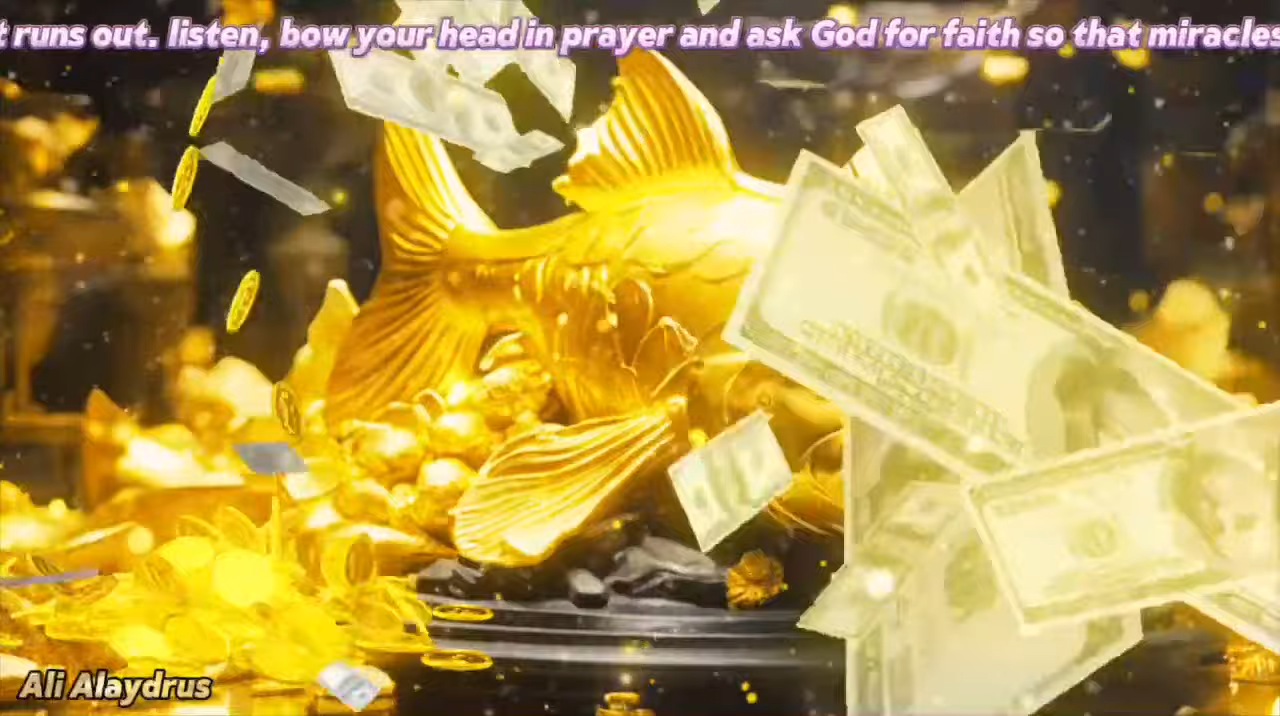 t runs out. listen, bow your head in prayer and ask God for faith so that miracles
Ali Alaydrus